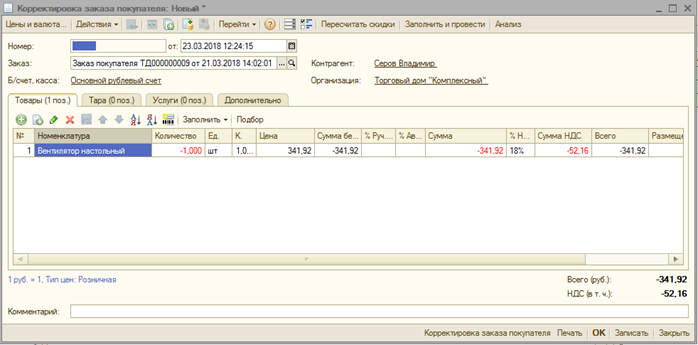 Корректировка заказа покупателя: Новый *
Цены и валюта... Действия Перейти Пересчитать скидки Заполнить и провести Анализ
Номер: от: 23.03.2018 12:24:15
Заказ: Заказ покупателя ТД000000009 от 21.03.2018 14:02:01 ... Контрагент: Серов Владимир
Б/счет, касса: Основной рублевый счет Организация: Торговый дом "Комплексный"
Товары (1 поз.) Тара (0 поз.) Услуги (0 поз.) Дополнительно
Заполнить Подбор
№ Номенклатура Количество Ед. К. Цена Сумма бе... % Руч.... % Ав... Сумма % Н... Сумма НДС Всего Размеще
1 Вентилятор настольный -1,000 шт 1,0... 341,92 -341,92 -341,92 18% -52,16 -341,92
1 руб. = 1, Тип цен: Розничная Всего (руб.): -341,92
НДС (в т. ч.): -52,16
Комментарий:
Корректировка заказа покупателя Печать OK Записать Закрыть